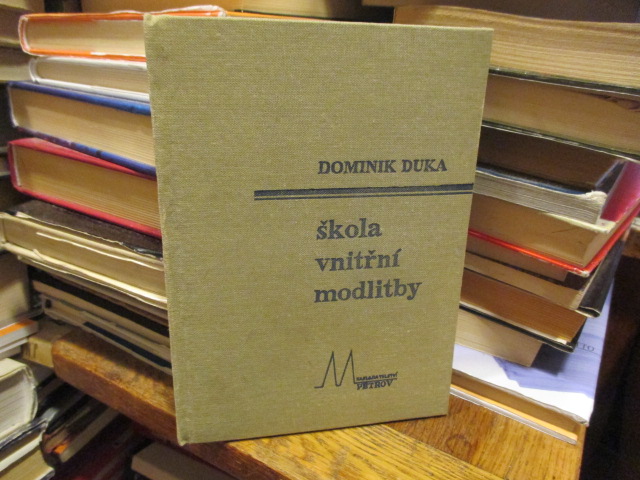 DOMINIK DUKA
škola
vnitřní
modlitby
NAKLADATELSTVÍ
PETROV